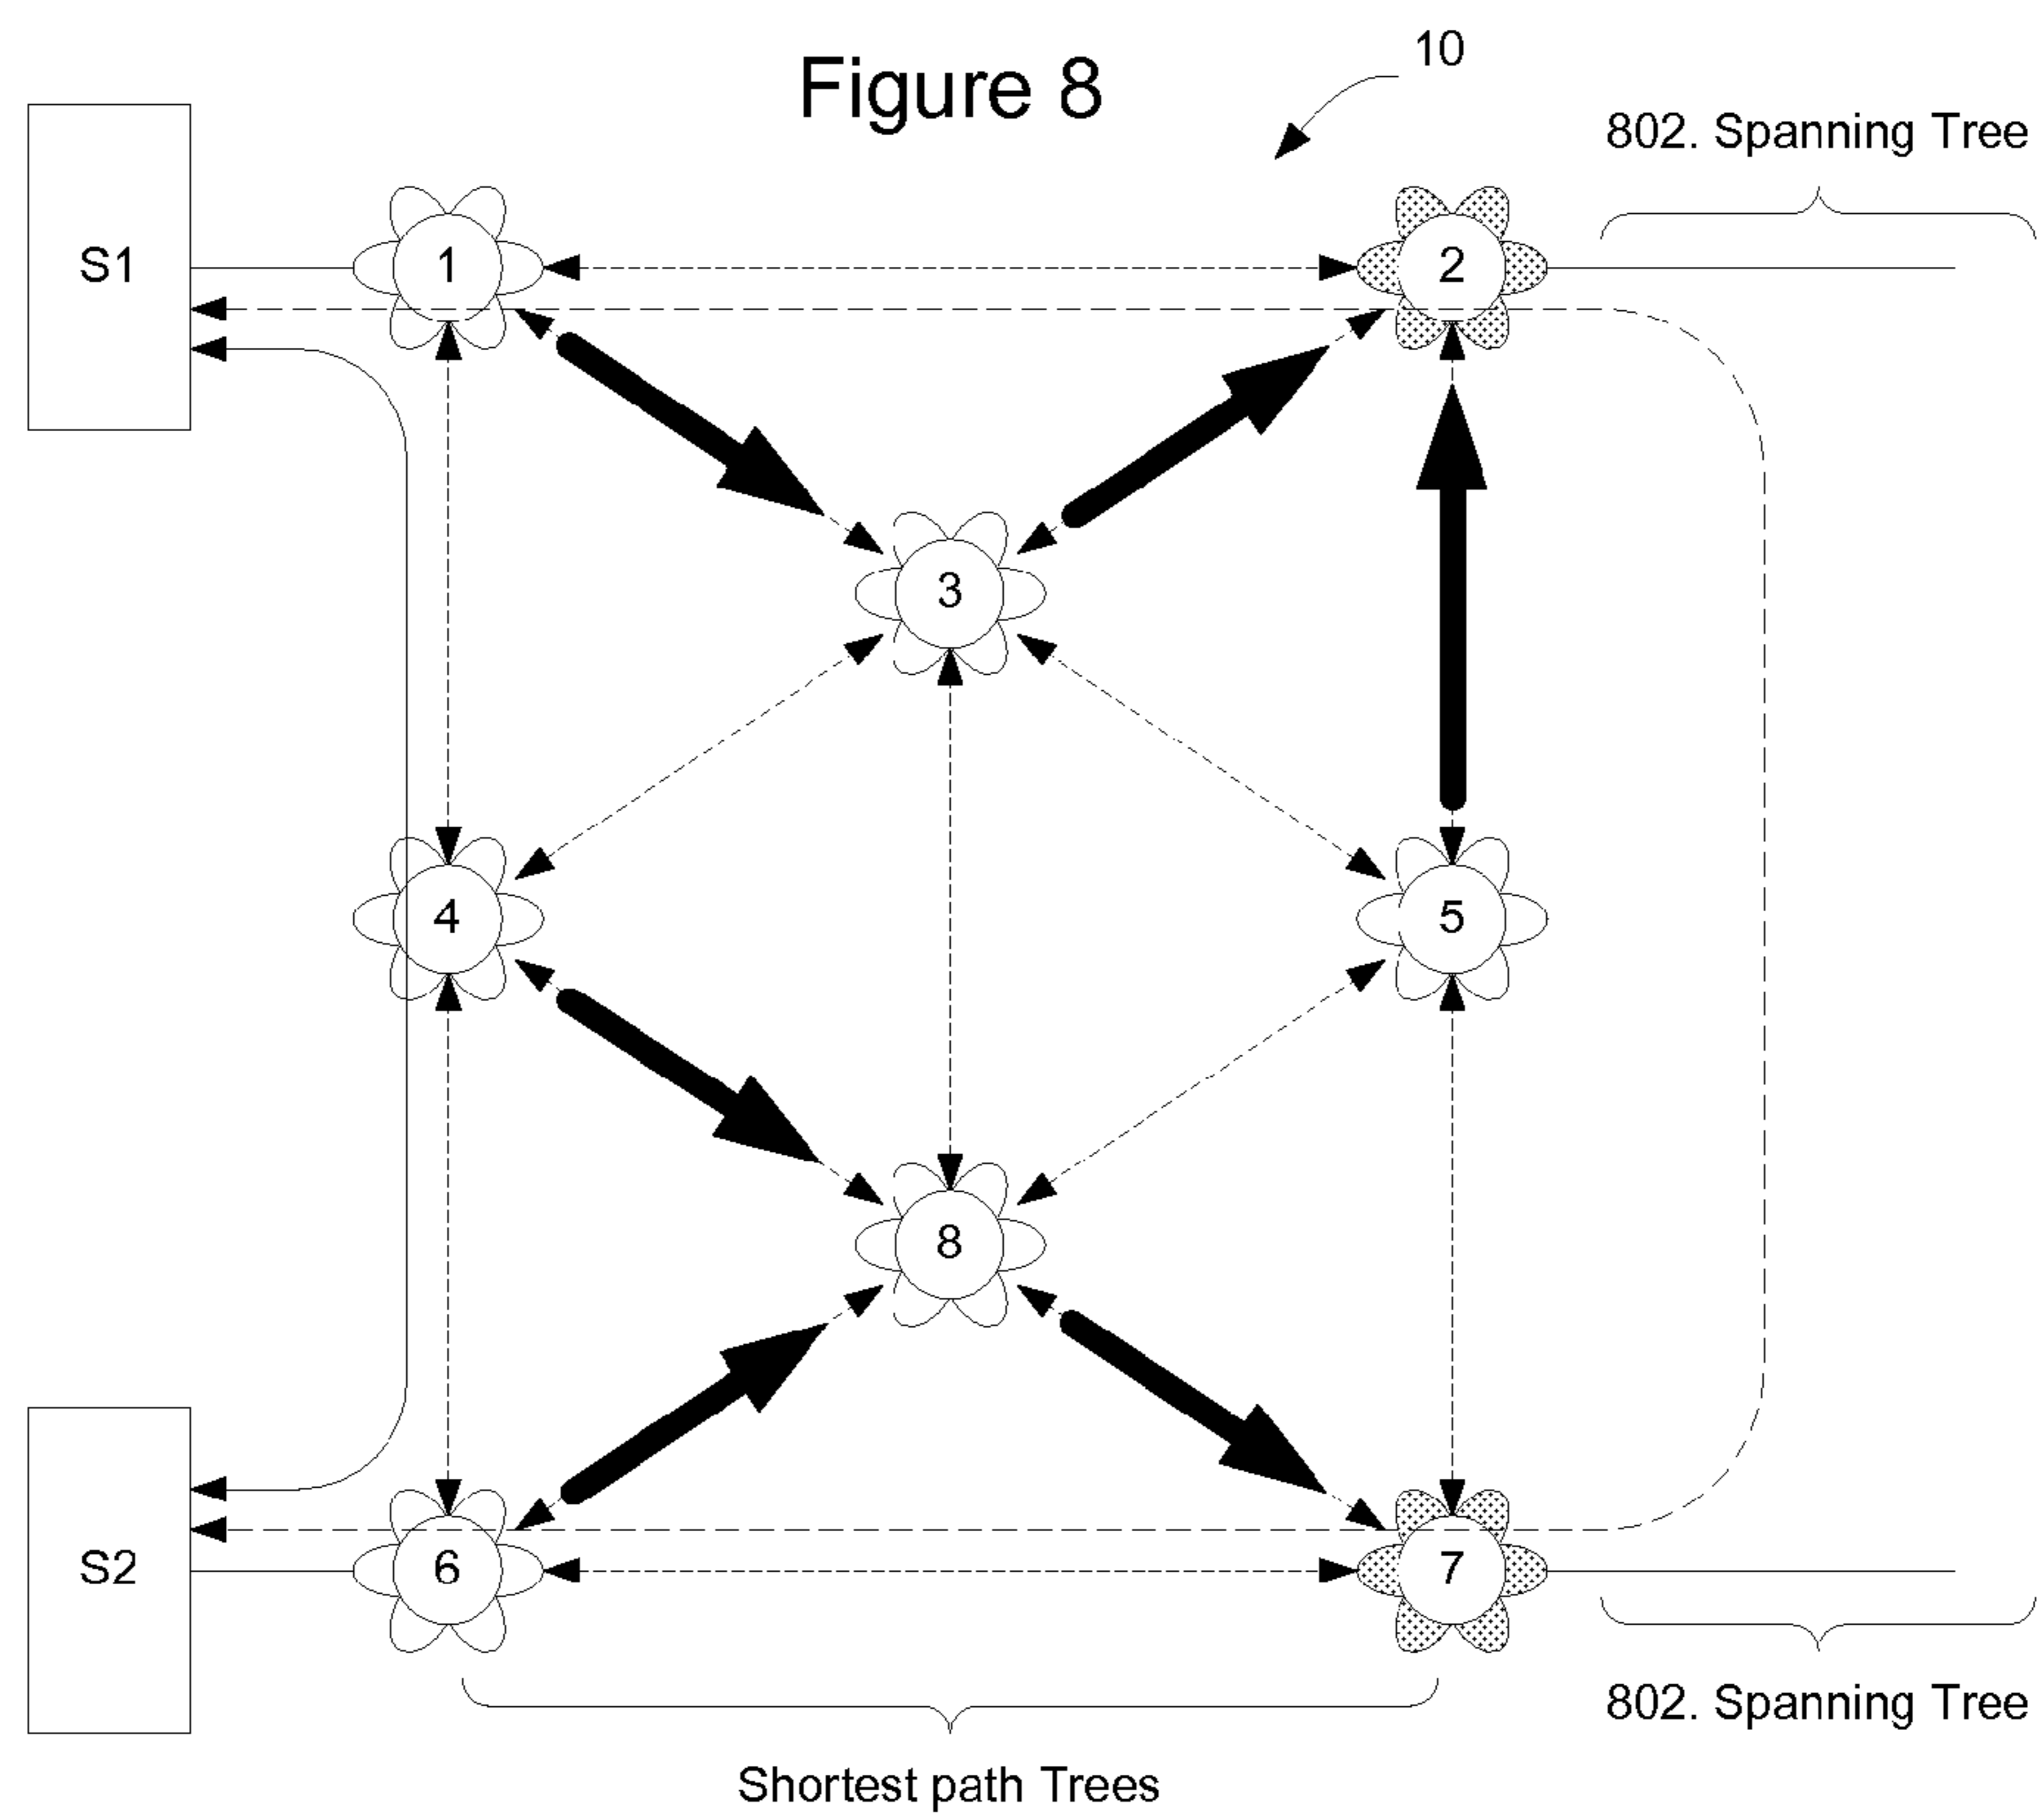 Figure 8
10
802. Spanning Tree
S1
1
2
3
4
5
8
S2
6
7
802. Spanning Tree
Shortest path Trees